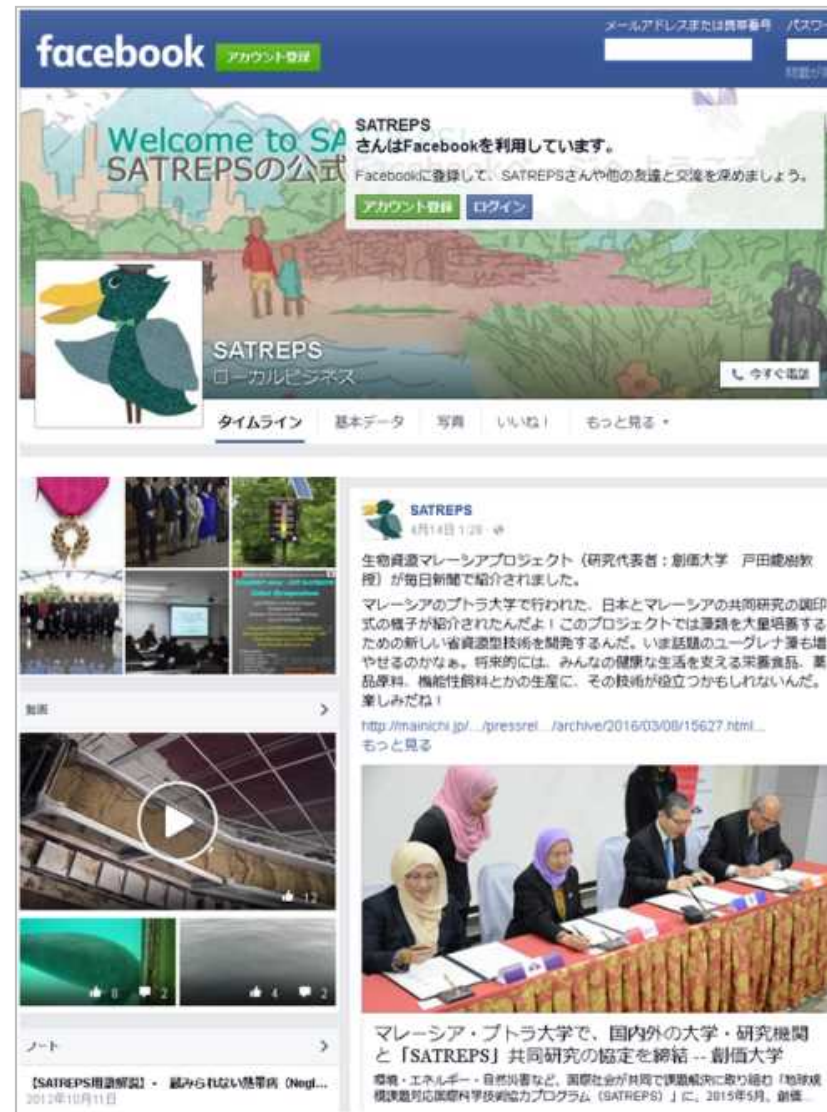 facebook アカウント登録
メールアドレスまたは携帯番号 パスワー
Welcome to SA
SATREPSの公式
SATREPS
さんはFacebookを利用しています。
Facebookに登録して、SATREPSさんや他の友達と交流を深めましょう。
アカウント登録 ログイン
SATREPS
ローカルビジネス
今すぐ電話
タイムライン 基本データ 写真 いいね! もっと見る
SATREPS
4月14日 1:28
生物資源マレーシアプロジェクト(研究代表者:創価大学 戸田龍樹教
授)が毎日新聞で紹介されました。
マレーシアのプトラ大学で行われた、日本とマレーシアの共同研究の調印
式の様子が紹介されたんだよ!このプロジェクトでは藻類を大量培養する
ための新しい省資源型技術を開発するんだ。いま話題のユーグレナ藻も増
やせるのかなぁ。将来的には、みんなの健康な生活を支える栄養食品、薬
品原料、機能性飼料とかの生産に、その技術が役立つかもしれないんだ。
楽しみだね!
http://mainichi.jp/.../pressrel.../archive/2016/03/08/15627.html...
もっと見る
動画
12
8 2
4 2
ノート
【SATREPS用語解説】・ 顧みられない熱帯病 (Negl...
2012年10月11日
マレーシア・プトラ大学で、国内外の大学・研究機関
と「SATREPS」共同研究の協定を締結 -- 創価大学
環境・エネルギー・自然災害など、国際社会が共同で課題解決に取り組む「地球規
模課題対応国際科学技術協力プログラム (SATREPS)」に、2015年5月、創価...